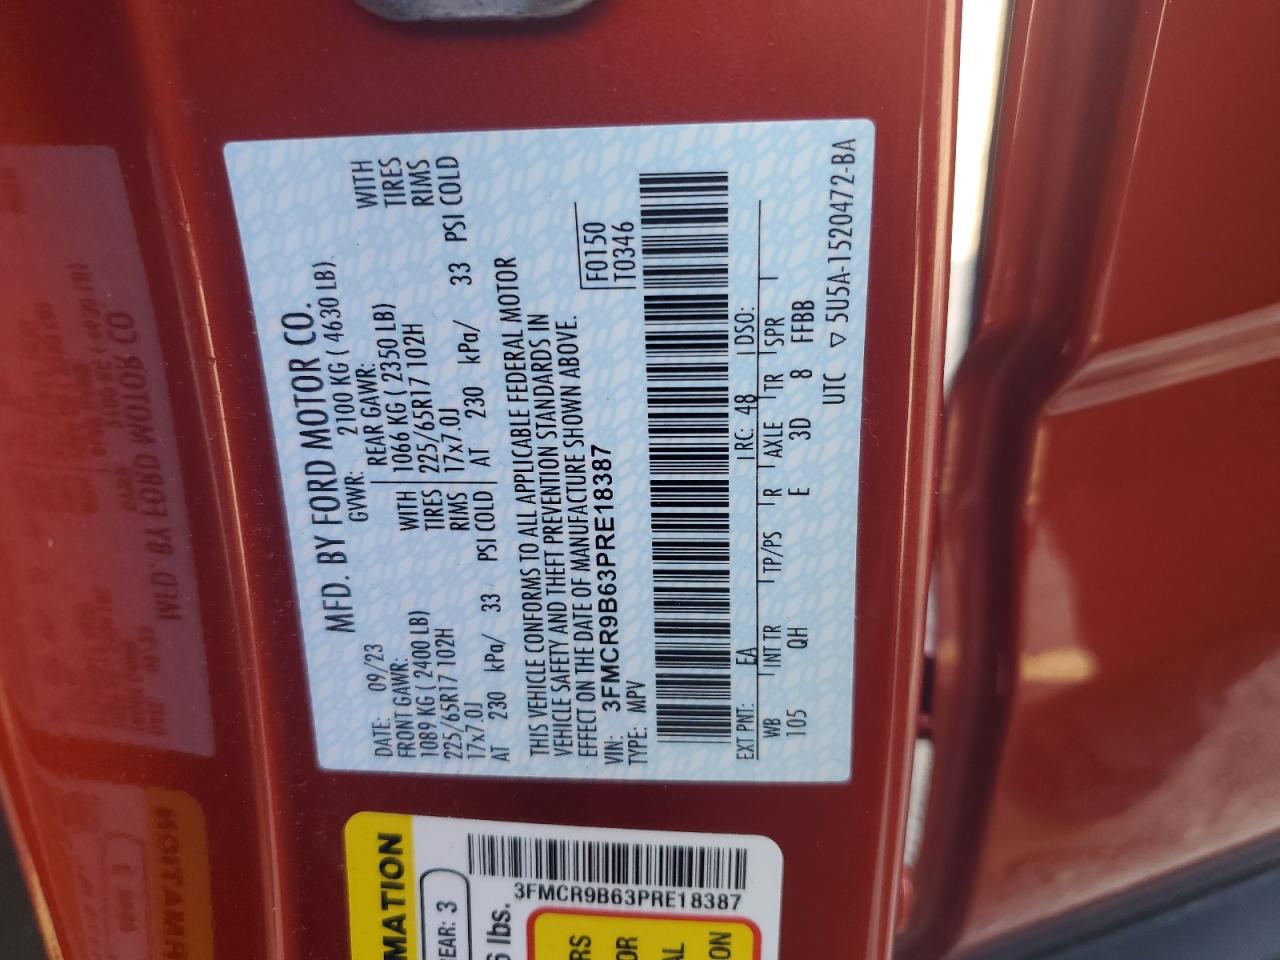 MFD. BY FORD MOTOR CO.
DATE: 09/23 GVWR: 2100 KG ( 4630 LB).
FRONT GAWR: REAR GAWR:
1089 KG ( 2400 LB) WITH 1066 KG ( 2350 LB) WITH
225/65R17 102H TIRES 225/65R17 102H TIRES
17x7.0J RIMS 17x7.0J RIMS
AT 230 kPa/ 33 PSI COLD AT 230 kPa/ 33 PSI COLD
THIS VEHICLE CONFORMS TO ALL APPLICABLE FEDERAL MOTOR
VEHICLE SAFETY AND THEFT PREVENTION STANDARDS IN
EFFECT ON THE DATE OF MANUFACTURE SHOWN ABOVE.
VIN: 3FMCR9B63PRE18387 F0150
TYPE: MPV T0346
EXT PNT: EA RC: 48 DSO:
WB INT TR TP/PS R AXLE TR SPR
105 QH E 3D 8 FFBB
UTC ▽ 5U5A-1520472-BA
MATION
EAR: 3
lbs.
3FMCR9B63PRE18387
RS
OR
AL
ON